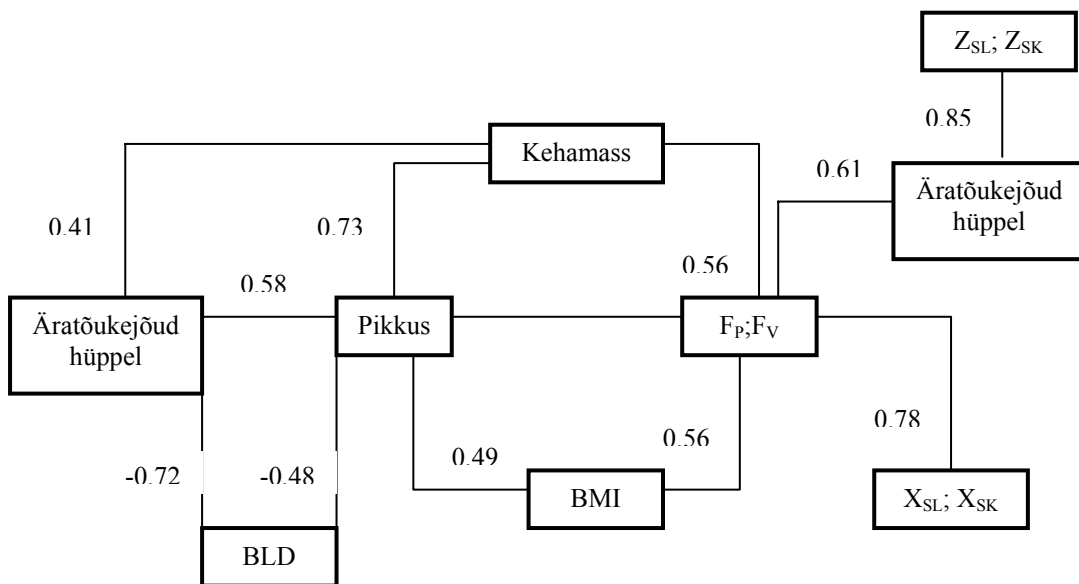 Z_SL; Z_SK
0.85
Kehamass
0.61
Äratõukejõud
hüppel
0.41
0.73
0.56
0.58
Äratõukejõud
hüppel
Pikkus
F_P;F_V
0.78
0.49
0.56
-0.72
-0.48
BMI
X_SL; X_SK
BLD